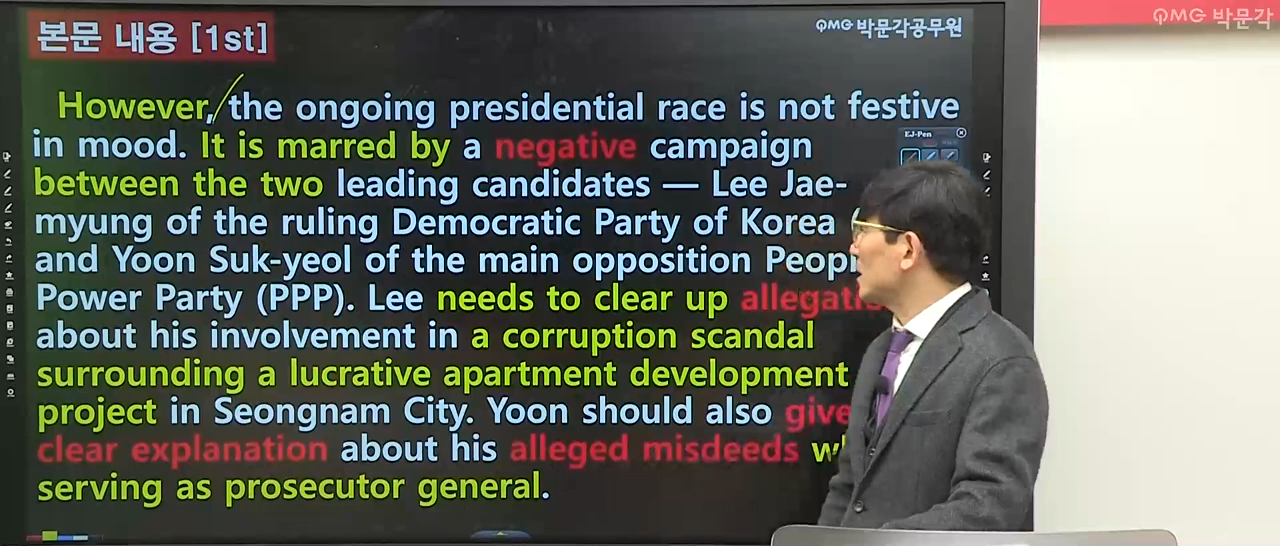 본문 내용 [1st]
PMG 박문각공무원
PMG 박문각
However, the ongoing presidential race is not festive
in mood. It is marred by a negative campaign
EJ-Pen
between the two leading candidates — Lee Jae-
myung of the ruling Democratic Party of Korea
and Yoon Suk-yeol of the main opposition
Power Party (PPP). Lee needs to clear up
about his involvement in a corruption scandal
surrounding a lucrative apartment development
project in Seongnam City. Yoon should also give
clear explanation about his alleged misdeeds
serving as prosecutor general.